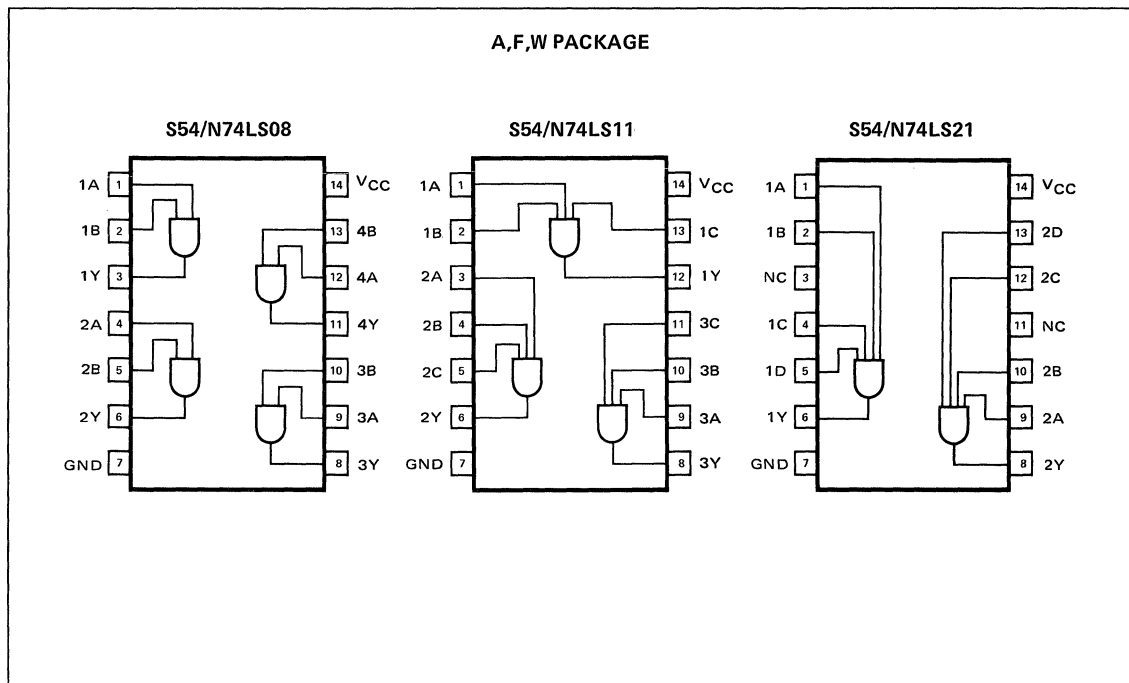 A,F,W PACKAGE
S54/N74LS08
1A 1 14 VCC
1B 2 13 4B
1Y 3 12 4A
2A 4 11 4Y
2B 5 10 3B
2Y 6 9 3A
GND 7 8 3Y
S54/N74LS11
1A 1 14 VCC
1B 2 13 1C
2A 3 12 1Y
2B 4 11 3C
2C 5 10 3B
2Y 6 9 3A
GND 7 8 3Y
S54/N74LS21
1A 1 14 VCC
1B 2 13 2D
NC 3 12 2C
1C 4 11 NC
1D 5 10 2B
1Y 6 9 2A
GND 7 8 2Y